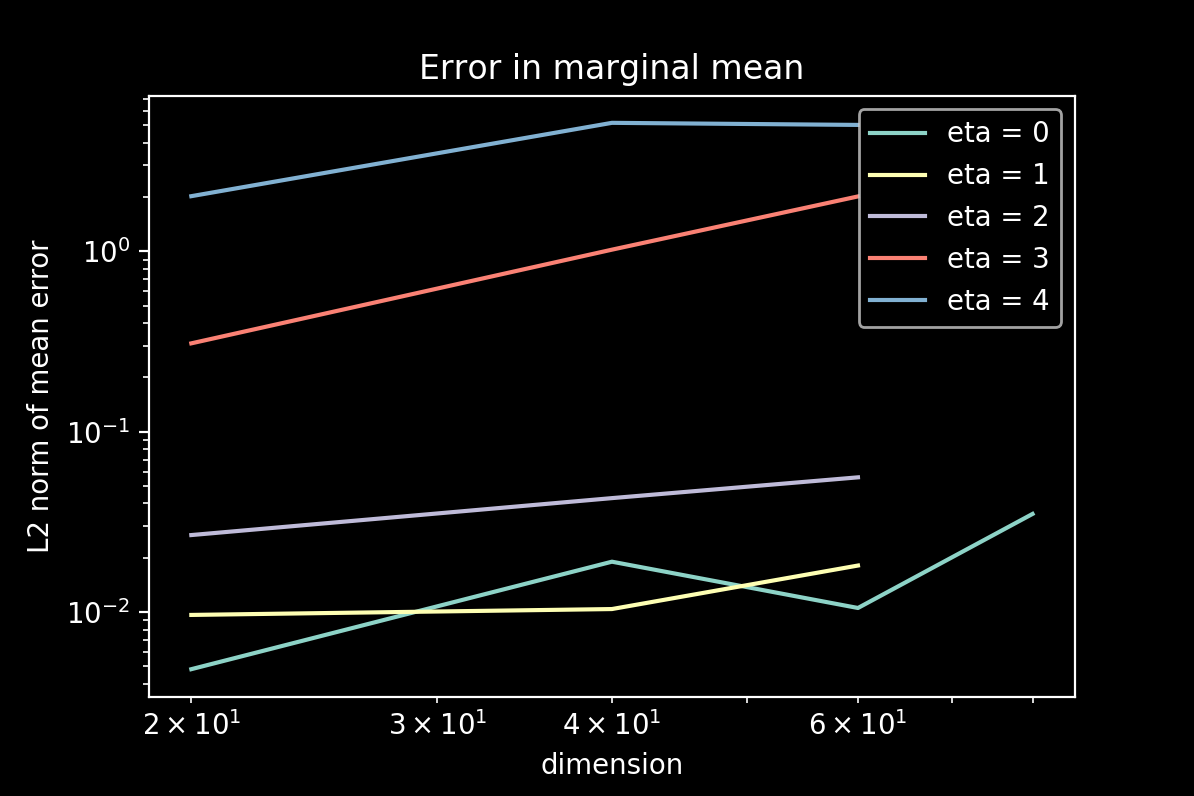 Error in marginal mean
L2 norm of mean error
10⁰
10⁻¹
10⁻²
eta = 0
eta = 1
eta = 2
eta = 3
eta = 4
2 × 10¹
3 × 10¹
4 × 10¹
6 × 10¹
dimension